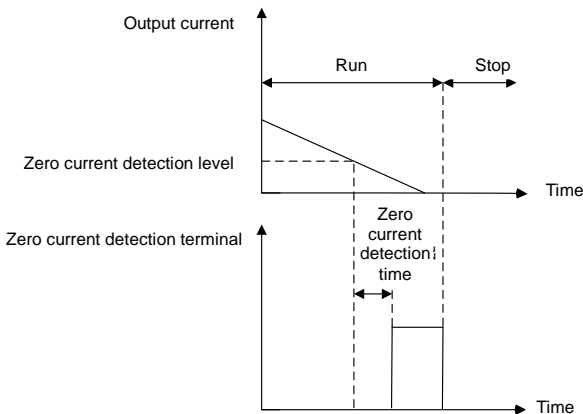 Output current
Run
Stop
Zero current detection level
Time
Zero current detection terminal
Zero
current
detection
time
Time